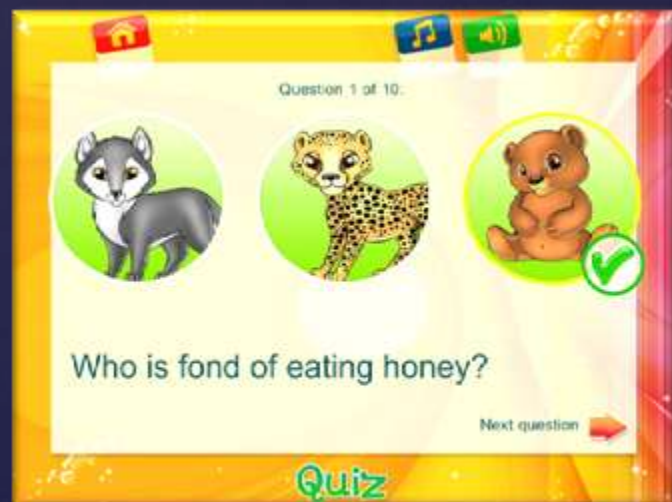 Question 1 of 10.
Who is fond of eating honey?
Next question
Quiz